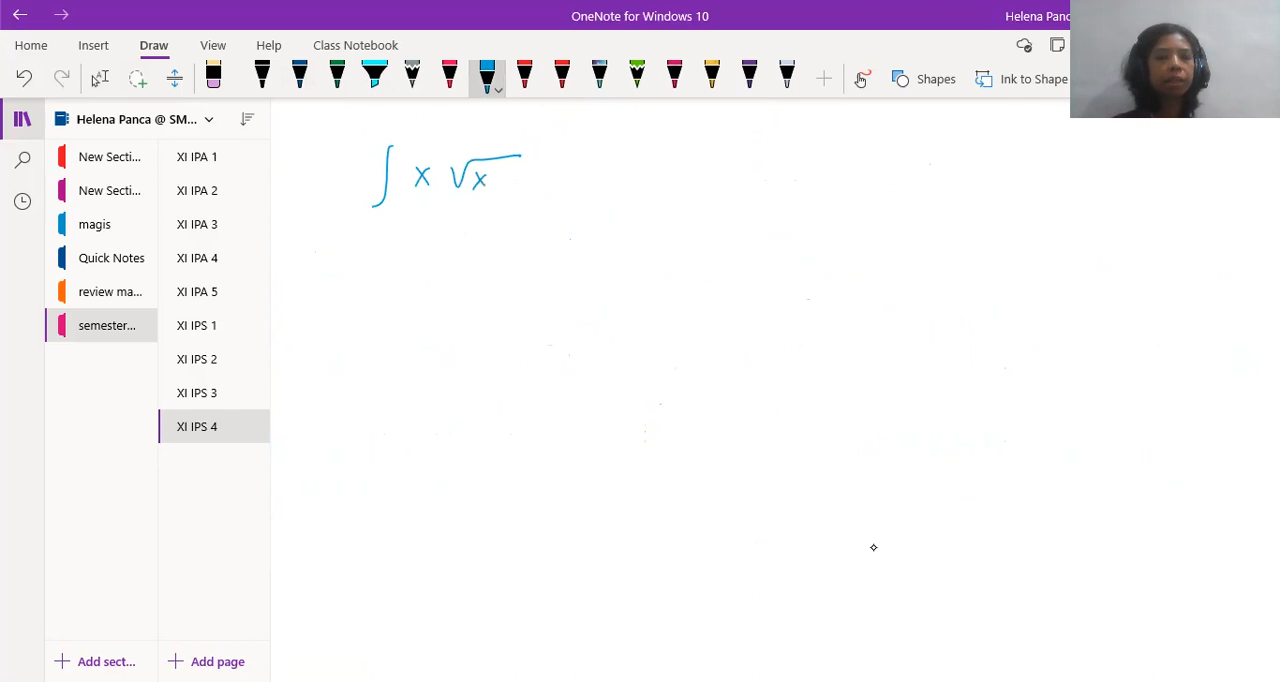 OneNote for Windows 10
Helena Panca
Home Insert Draw View Help Class Notebook
Shapes Ink to Shape
Helena Panca @ SM...
New Secti...
New Secti...
magis
Quick Notes
review ma...
semester...
XI IPA 1
XI IPA 2
XI IPA 3
XI IPA 4
XI IPA 5
XI IPS 1
XI IPS 2
XI IPS 3
XI IPS 4
Add sect...
Add page
∫ x √x